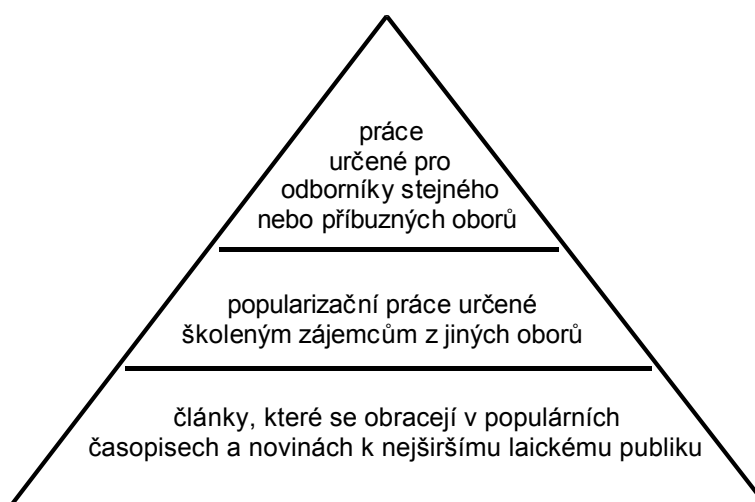 práce
určené pro
odborníky stejného
nebo příbuzných oborů
popularizační práce určené
školeným zájemcům z jiných oborů
články, které se obracejí v populárních
časopisech a novinách k nejširšímu laickému publiku